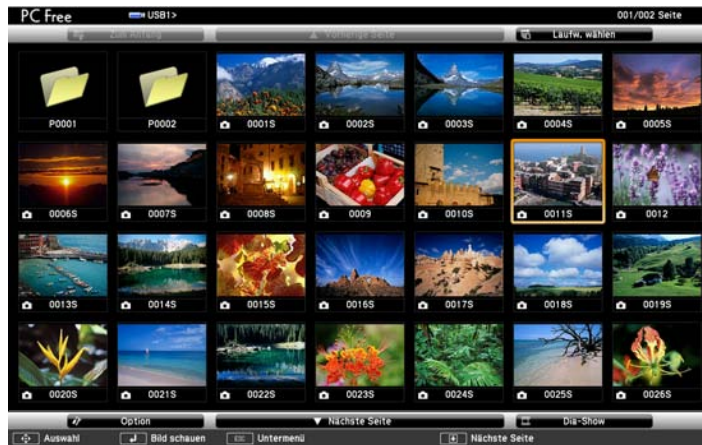 PC Free USB1> 001/002 Seite
Zum Anfang ▲ Vorherige Seite Laufw. wählen
P0001 P0002 0001S 0002S 0003S 0004S 0005S
0006S 0007S 0008S 0009 0010S 0011S 0012
0013S 0014S 0015S 0016S 0017S 0018S 0019S
0020S 0021S 0022S 0023S 0024S 0025S 0026S
Option ▼ Nächste Seite Dia-Show
Auswahl Bild schauen ESC Untermenü Nächste Seite